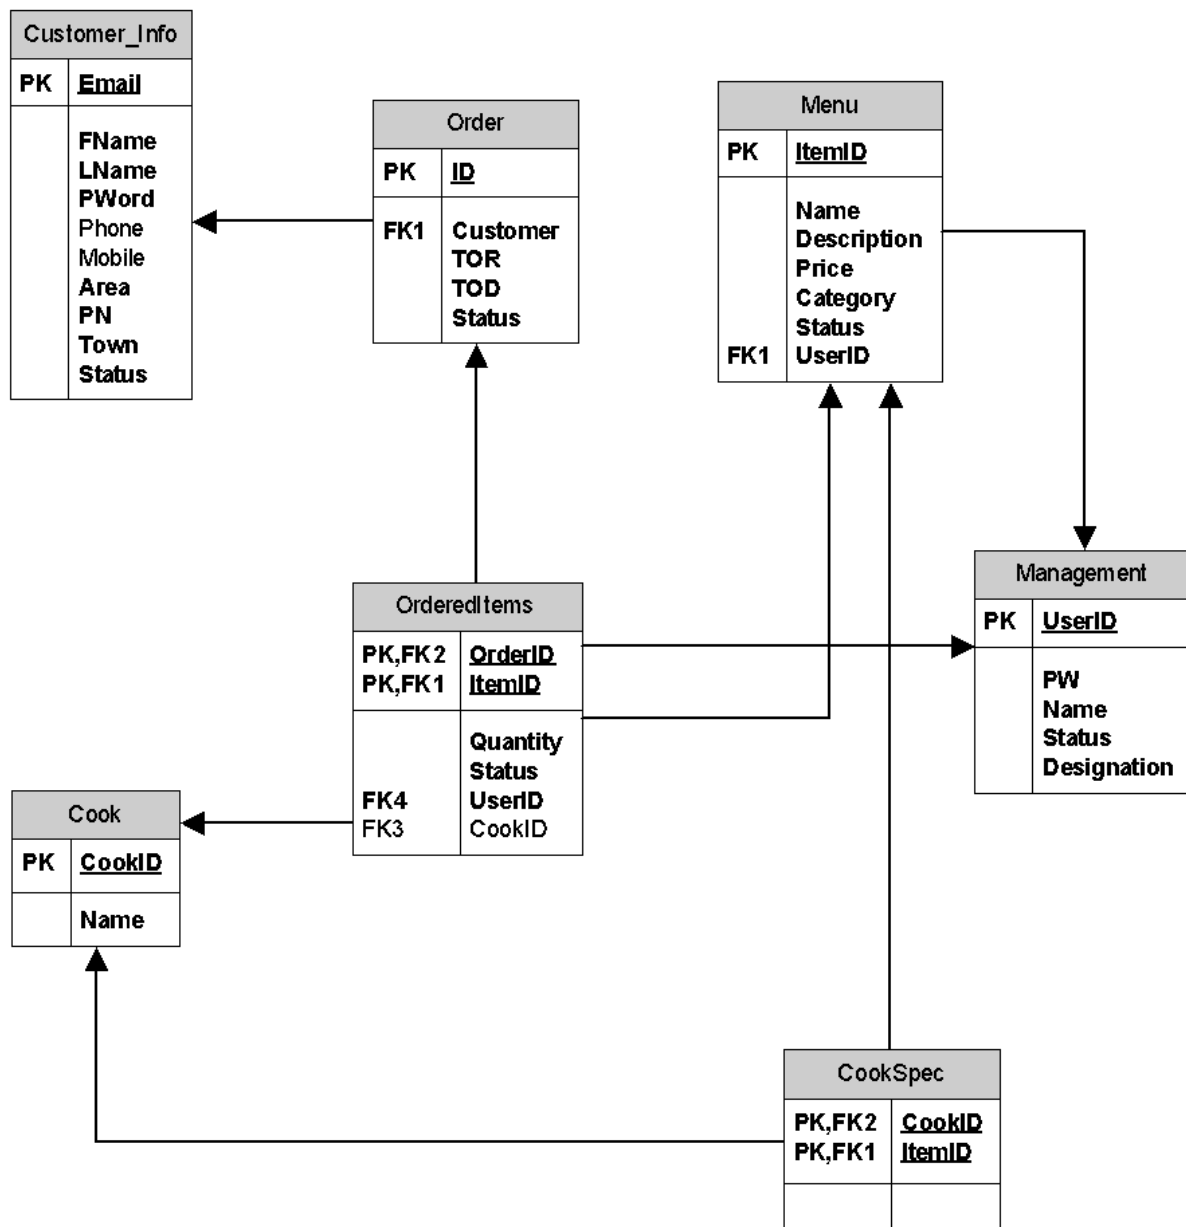 Customer_Info
PK Email
FName
LName
PWord
Phone
Mobile
Area
PN
Town
Status
Order
PK ID
FK1 Customer
TOR
TOD
Status
Menu
PK ItemID
Name
Description
Price
Category
Status
FK1 UserID
OrderedItems
PK,FK2 OrderID
PK,FK1 ItemID
Quantity
Status
FK4 UserID
FK3 CookID
Management
PK UserID
PW
Name
Status
Designation
Cook
PK CookID
Name
CookSpec
PK,FK2 CookID
PK,FK1 ItemID